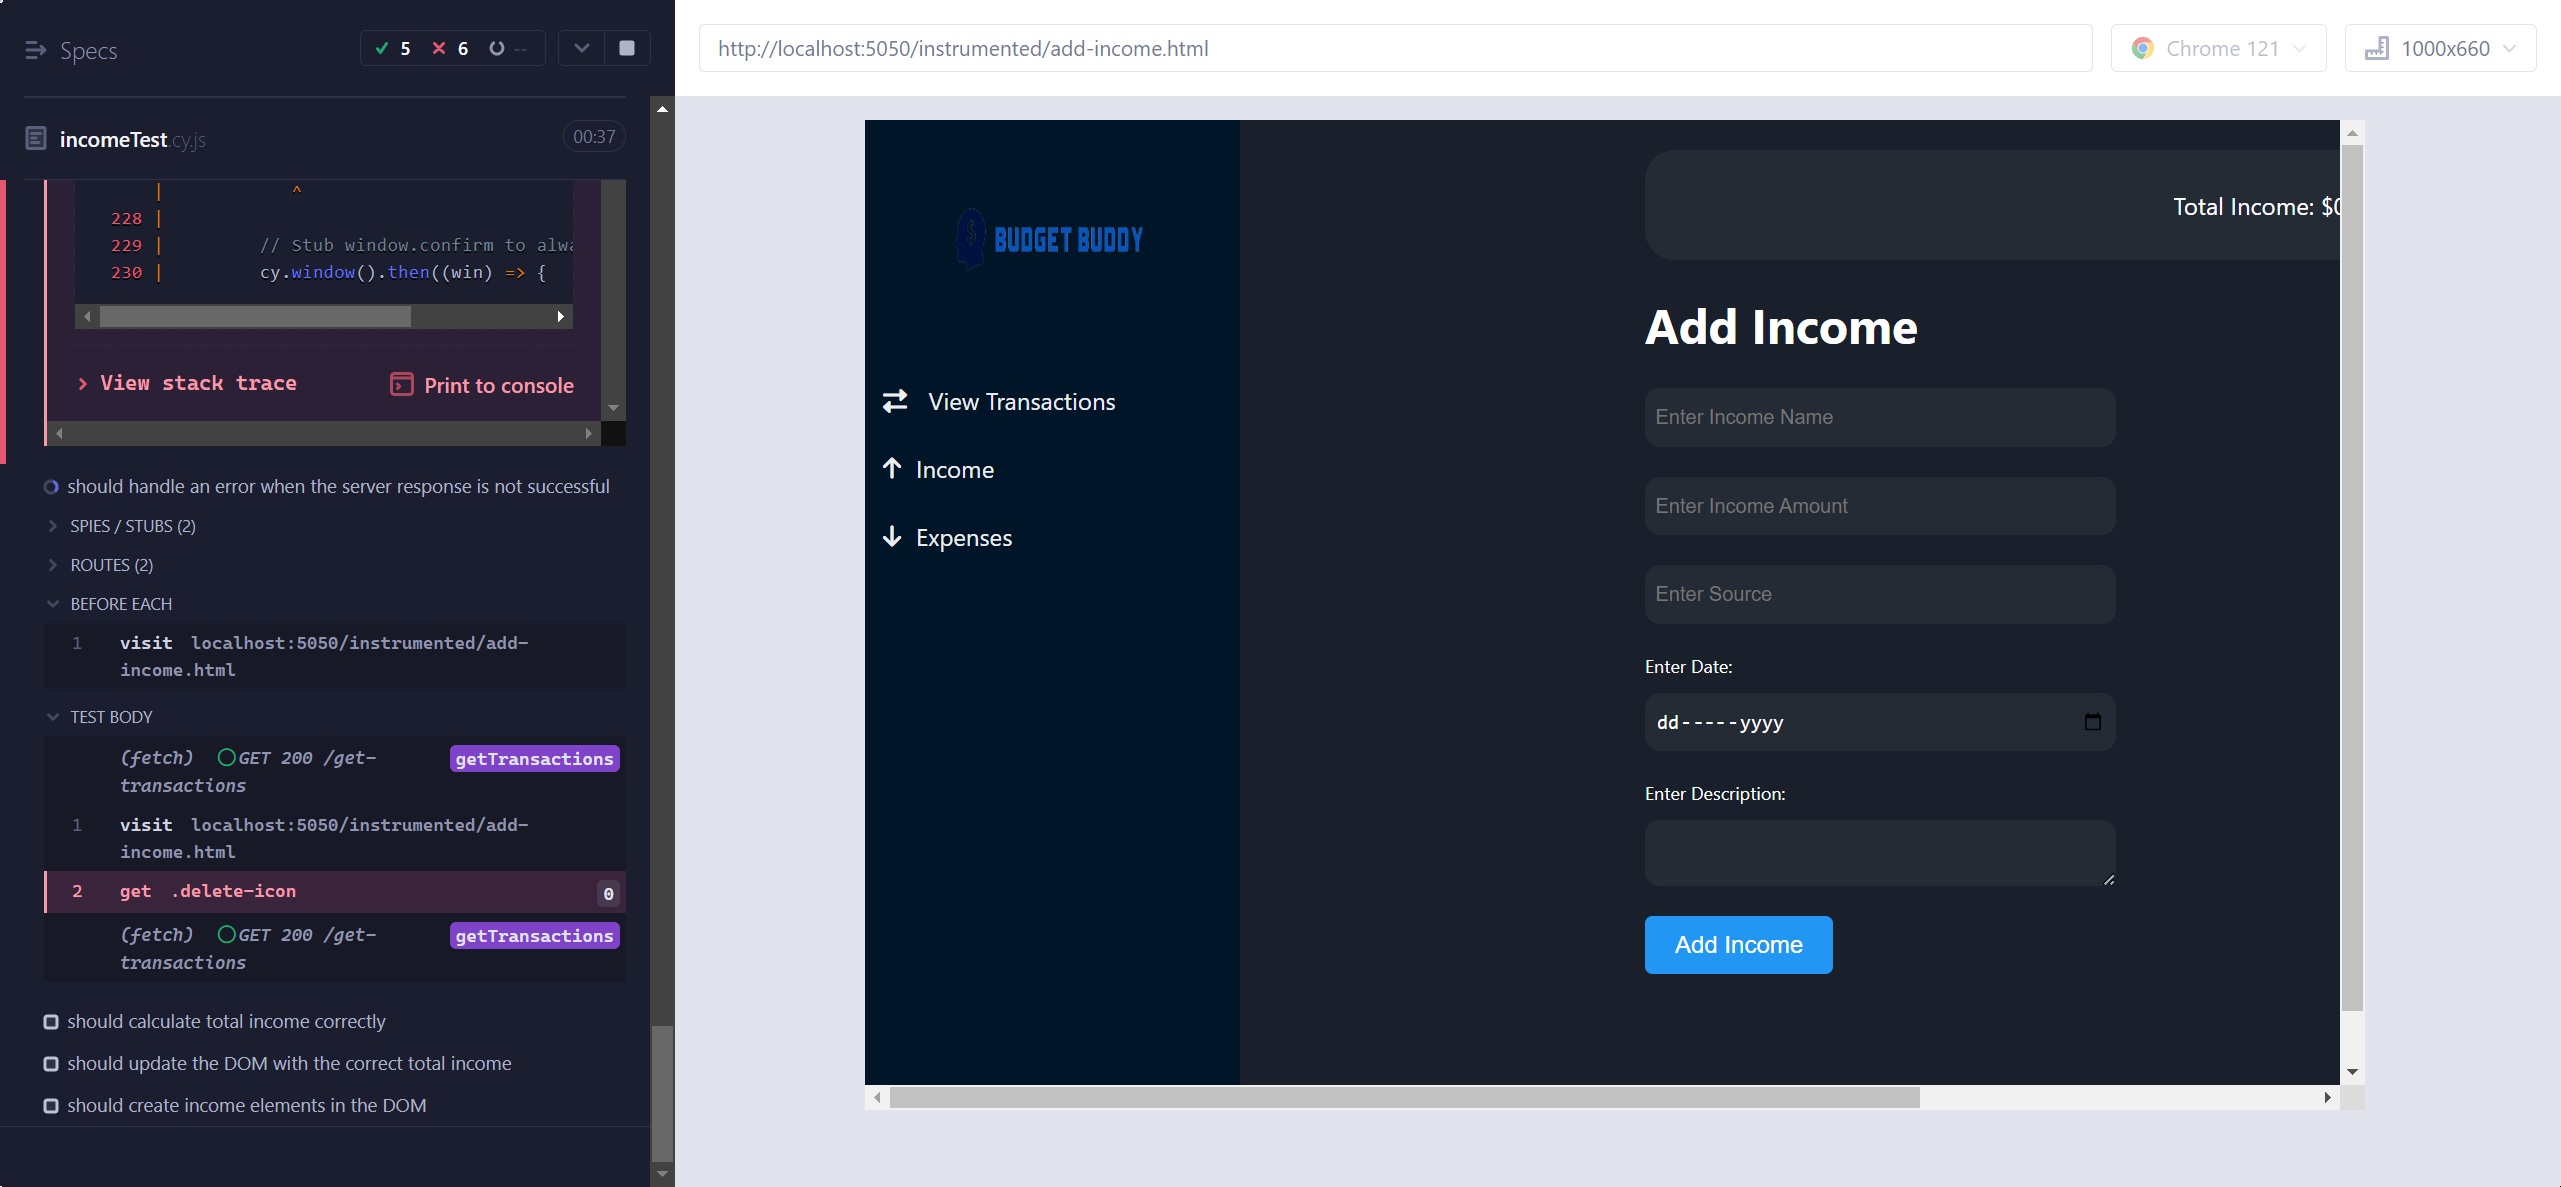 Specs
5 6 --
incomeTest.cy.js 00:37
^
228 |
229 | // Stub window.confirm to alwa
230 | cy.window().then((win) => {
View stack trace
Print to console
should handle an error when the server response is not successful
SPIES / STUBS (2)
ROUTES (2)
BEFORE EACH
1 visit localhost:5050/instrumented/add-
income.html
TEST BODY
(fetch) GET 200 /get- getTransactions
transactions
1 visit localhost:5050/instrumented/add-
income.html
2 get .delete-icon 0
(fetch) GET 200 /get- getTransactions
transactions
should calculate total income correctly
should update the DOM with the correct total income
should create income elements in the DOM
http://localhost:5050/instrumented/add-income.html
Chrome 121
1000x660
BUDGET BUDDY
View Transactions
Income
Expenses
Total Income: $0
Add Income
Enter Income Name
Enter Income Amount
Enter Source
Enter Date:
dd-----yyyy
Enter Description:
Add Income